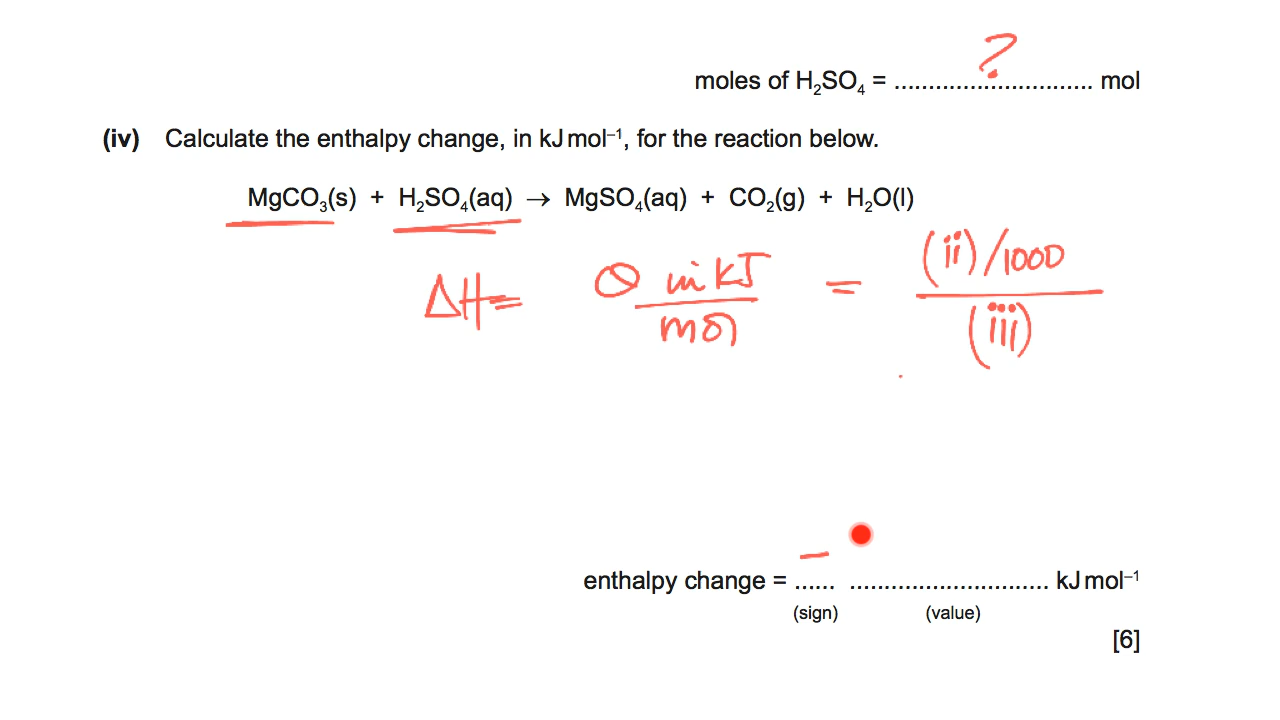 ?
moles of H₂SO₄ = ............................ mol
(iv) Calculate the enthalpy change, in kJ mol⁻¹, for the reaction below.
MgCO₃(s) + H₂SO₄(aq) → MgSO₄(aq) + CO₂(g) + H₂O(l)
ΔH = Q in kJ / mol = (ii)/1000 / (iii)
–
enthalpy change = ...... ............................. kJ mol⁻¹
(sign) (value)
[6]